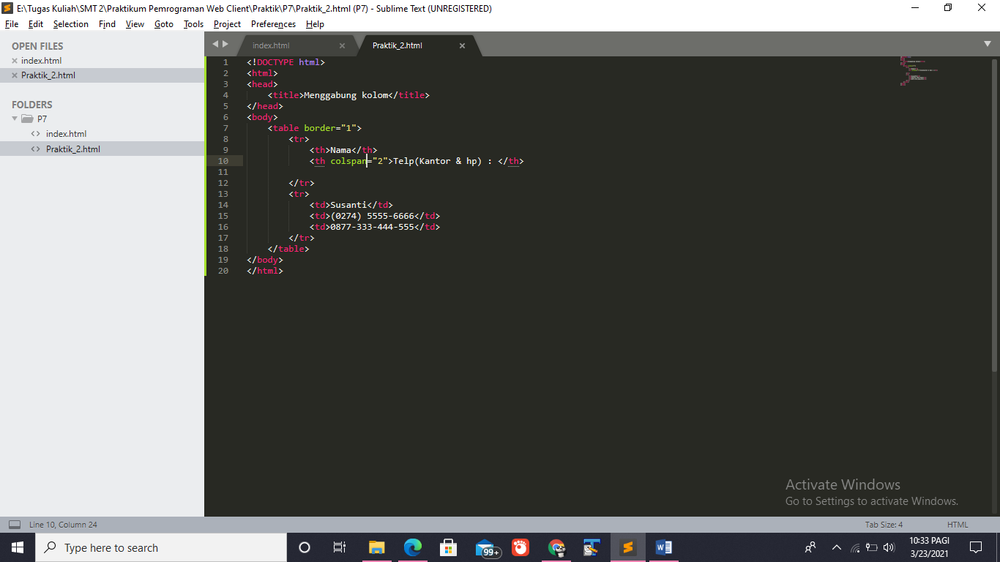 E:\Tugas Kuliah\SMT 2\Praktikum Pemrograman Web Client\Praktik\P7\Praktik_2.html (P7) - Sublime Text (UNREGISTERED)
File Edit Selection Find View Goto Tools Project Preferences Help
OPEN FILES
index.html
Praktik_2.html
FOLDERS
P7
index.html
Praktik_2.html
index.html Praktik_2.html
1 <!DOCTYPE html>
2 <html>
3 <head>
4 <title>Menggabung kolom</title>
5 </head>
6 <body>
7 <table border="1">
8 <tr>
9 <th>Nama</th>
10 <th colspan="2">Telp(Kantor & hp) : </th>
11
12 </tr>
13 <tr>
14 <td>Susanti</td>
15 <td>(0274) 5555-6666</td>
16 <td>0877-333-444-555</td>
17 </tr>
18 </table>
19 </body>
20 </html>
Activate Windows
Go to Settings to activate Windows.
Line 10, Column 24 Tab Size: 4 HTML
Type here to search
99+
10:33 PAGI
3/23/2021